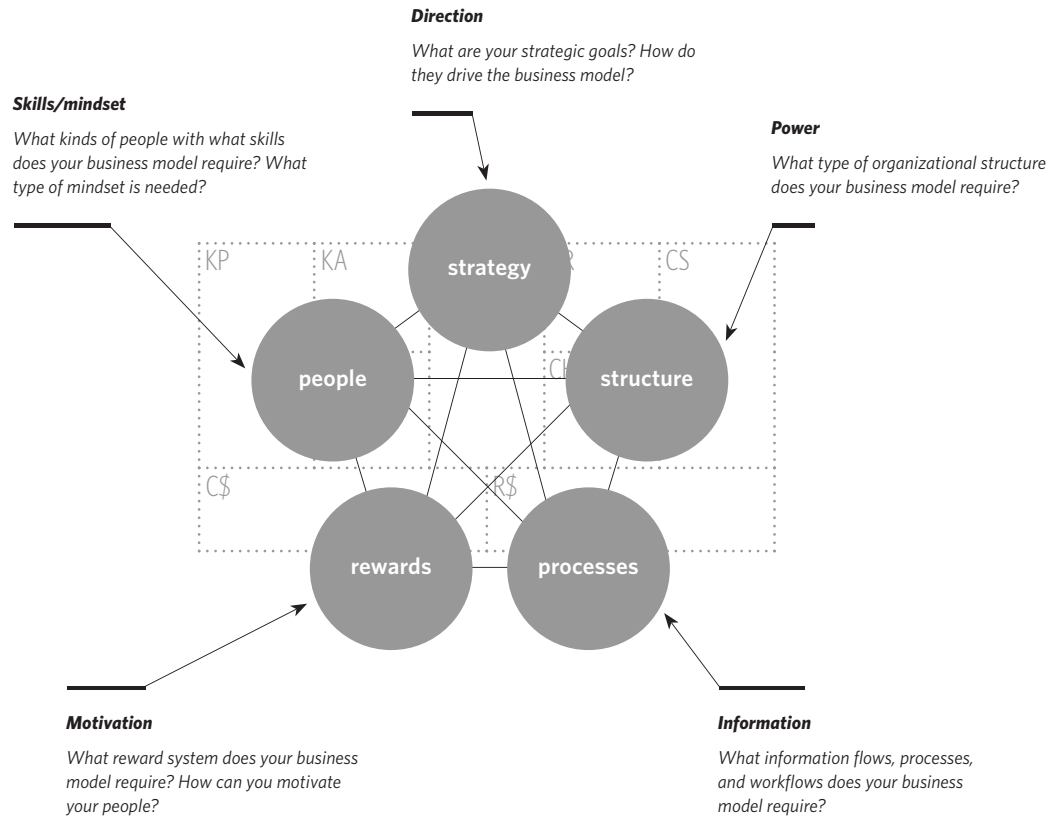 Direction
What are your strategic goals? How do
they drive the business model?
Skills/mindset
What kinds of people with what skills
does your business model require? What
type of mindset is needed?
Power
What type of organizational structure
does your business model require?
KP
KA
CS
strategy
people
structure
C$
R$
rewards
processes
Motivation
What reward system does your business
model require? How can you motivate
your people?
Information
What information flows, processes,
and workflows does your business
model require?